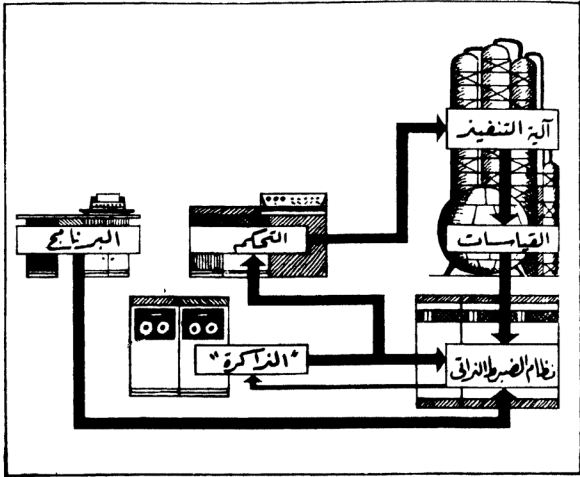 آلية التنفيذ
البرنامج
التحكم
القياسات
"الذاكرة"
نظام الضبط الذاتي